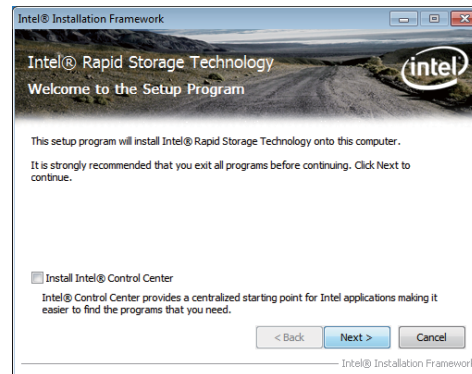 Intel® Installation Framework
Intel® Rapid Storage Technology
intel
Welcome to the Setup Program
This setup program will install Intel® Rapid Storage Technology onto this computer.
It is strongly recommended that you exit all programs before continuing. Click Next to
continue.
Install Intel® Control Center
Intel® Control Center provides a centralized starting point for Intel applications making it
easier to find the programs that you need.
< Back
Next >
Cancel
Intel® Installation Framework